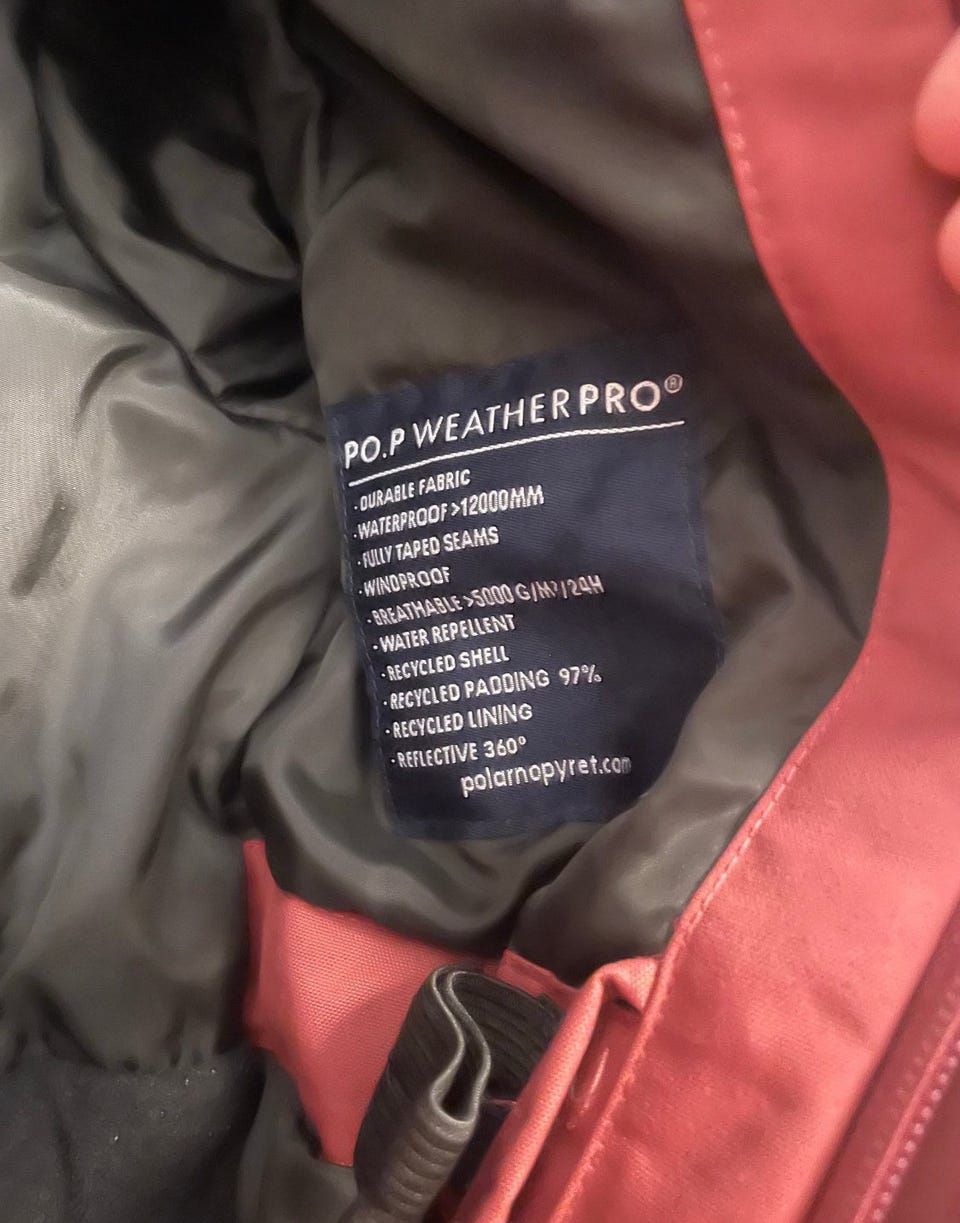 PO.P WEATHERPRO®
·DURABLE FABRIC
·WATERPROOF >12000MM
·FULLY TAPED SEAMS
·WINDPROOF
·BREATHABLE >5000 G/M²/24H
·WATER REPELLENT
·RECYCLED SHELL
·RECYCLED PADDING 97%
·RECYCLED LINING
·REFLECTIVE 360°
polarnopyret.com